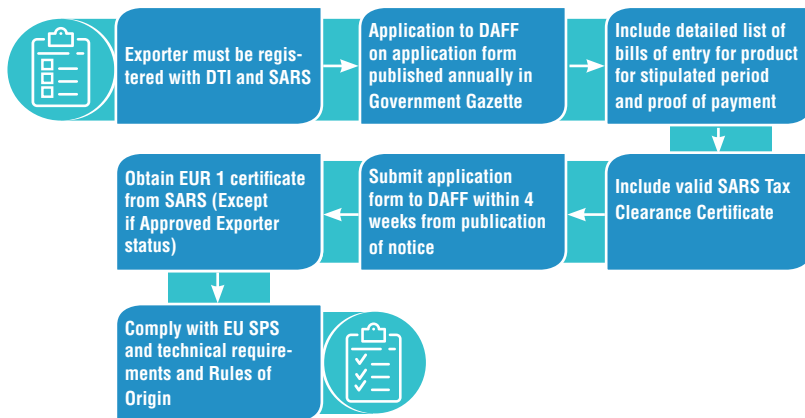 Exporter must be regis-
tered with DTI and SARS
Application to DAFF
on application form
published annually in
Government Gazette
Include detailed list of
bills of entry for product
for stipulated period
and proof of payment
Include valid SARS Tax
Clearance Certificate
Submit application
form to DAFF within 4
weeks from publication
of notice
Obtain EUR 1 certificate
from SARS (Except
if Approved Exporter
status)
Comply with EU SPS
and technical require-
ments and Rules of
Origin